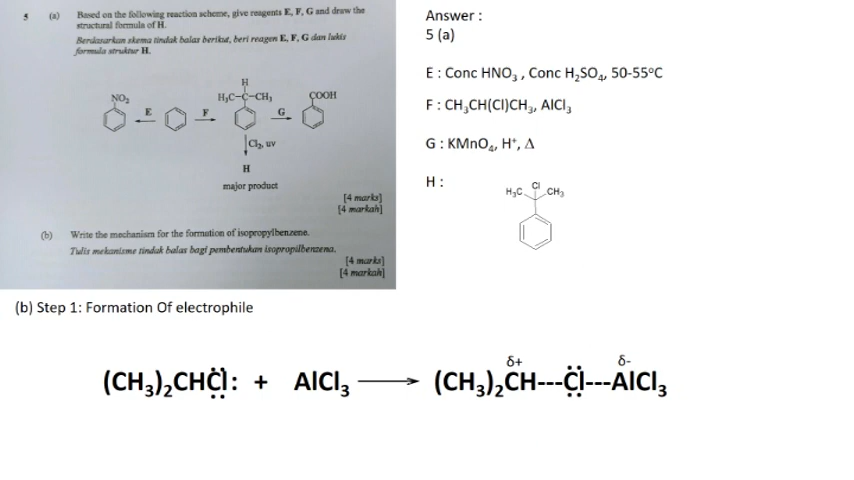 5 (a) Based on the following reaction scheme, give reagents E, F, G and draw the
structural formula of H.
Berdasarkan skema tindak balas berikut, beri reagen E, F, G dan lukis
formula struktur H.
H
NO₂ H₃C-C-CH₃ COOH
E F G
Cl₂, uv
H
major product
[4 marks]
[4 markah]
(b) Write the mechanism for the formation of isopropylbenzene.
Tulis mekanisme tindak balas bagi pembentukan isopropilbenzena.
[4 marks]
[4 markah]
Answer :
5 (a)
E : Conc HNO₃ , Conc H₂SO₄, 50-55°C
F : CH₃CH(Cl)CH₃, AlCl₃
G : KMnO₄, H⁺, Δ
H :
H₃C Cl CH₃
(b) Step 1: Formation Of electrophile
δ+ δ-
(CH₃)₂CHCl: + AlCl₃ ⟶ (CH₃)₂CH---Cl---AlCl₃